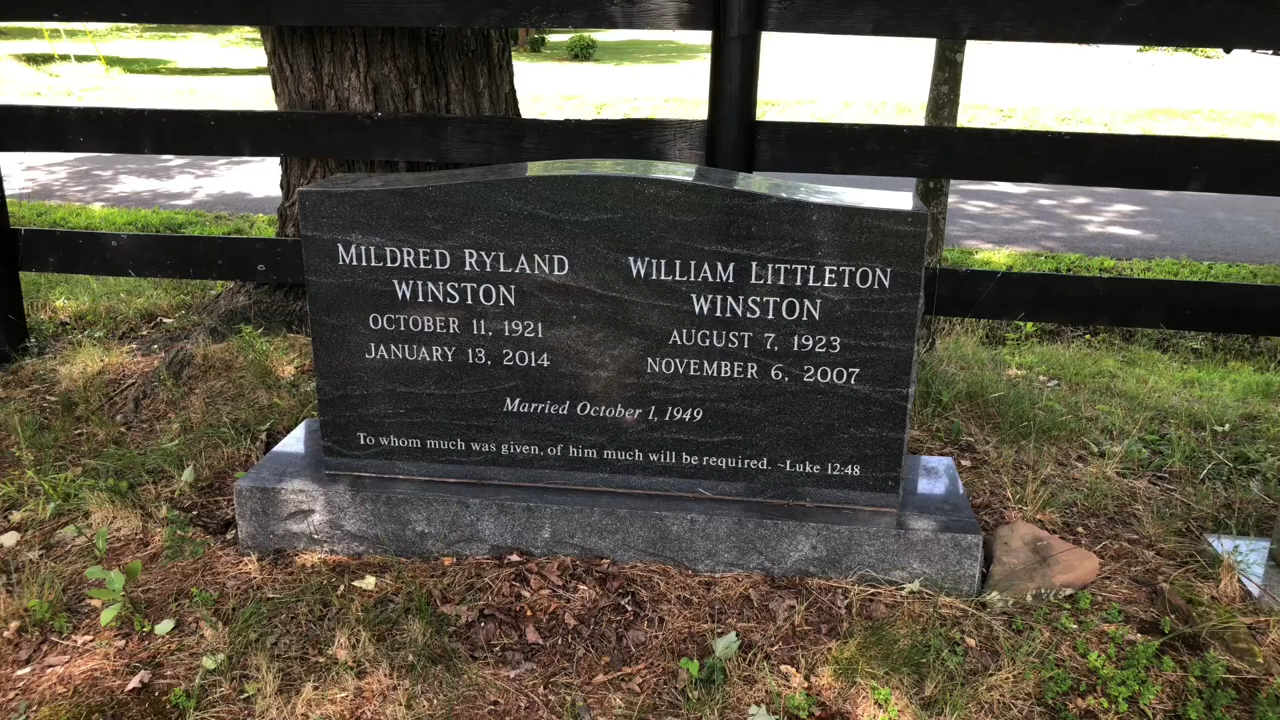 MILDRED RYLAND
WINSTON
OCTOBER 11, 1921
JANUARY 13, 2014
WILLIAM LITTLETON
WINSTON
AUGUST 7, 1923
NOVEMBER 6, 2007
Married October 1, 1949
To whom much was given, of him much will be required. ~Luke 12:48